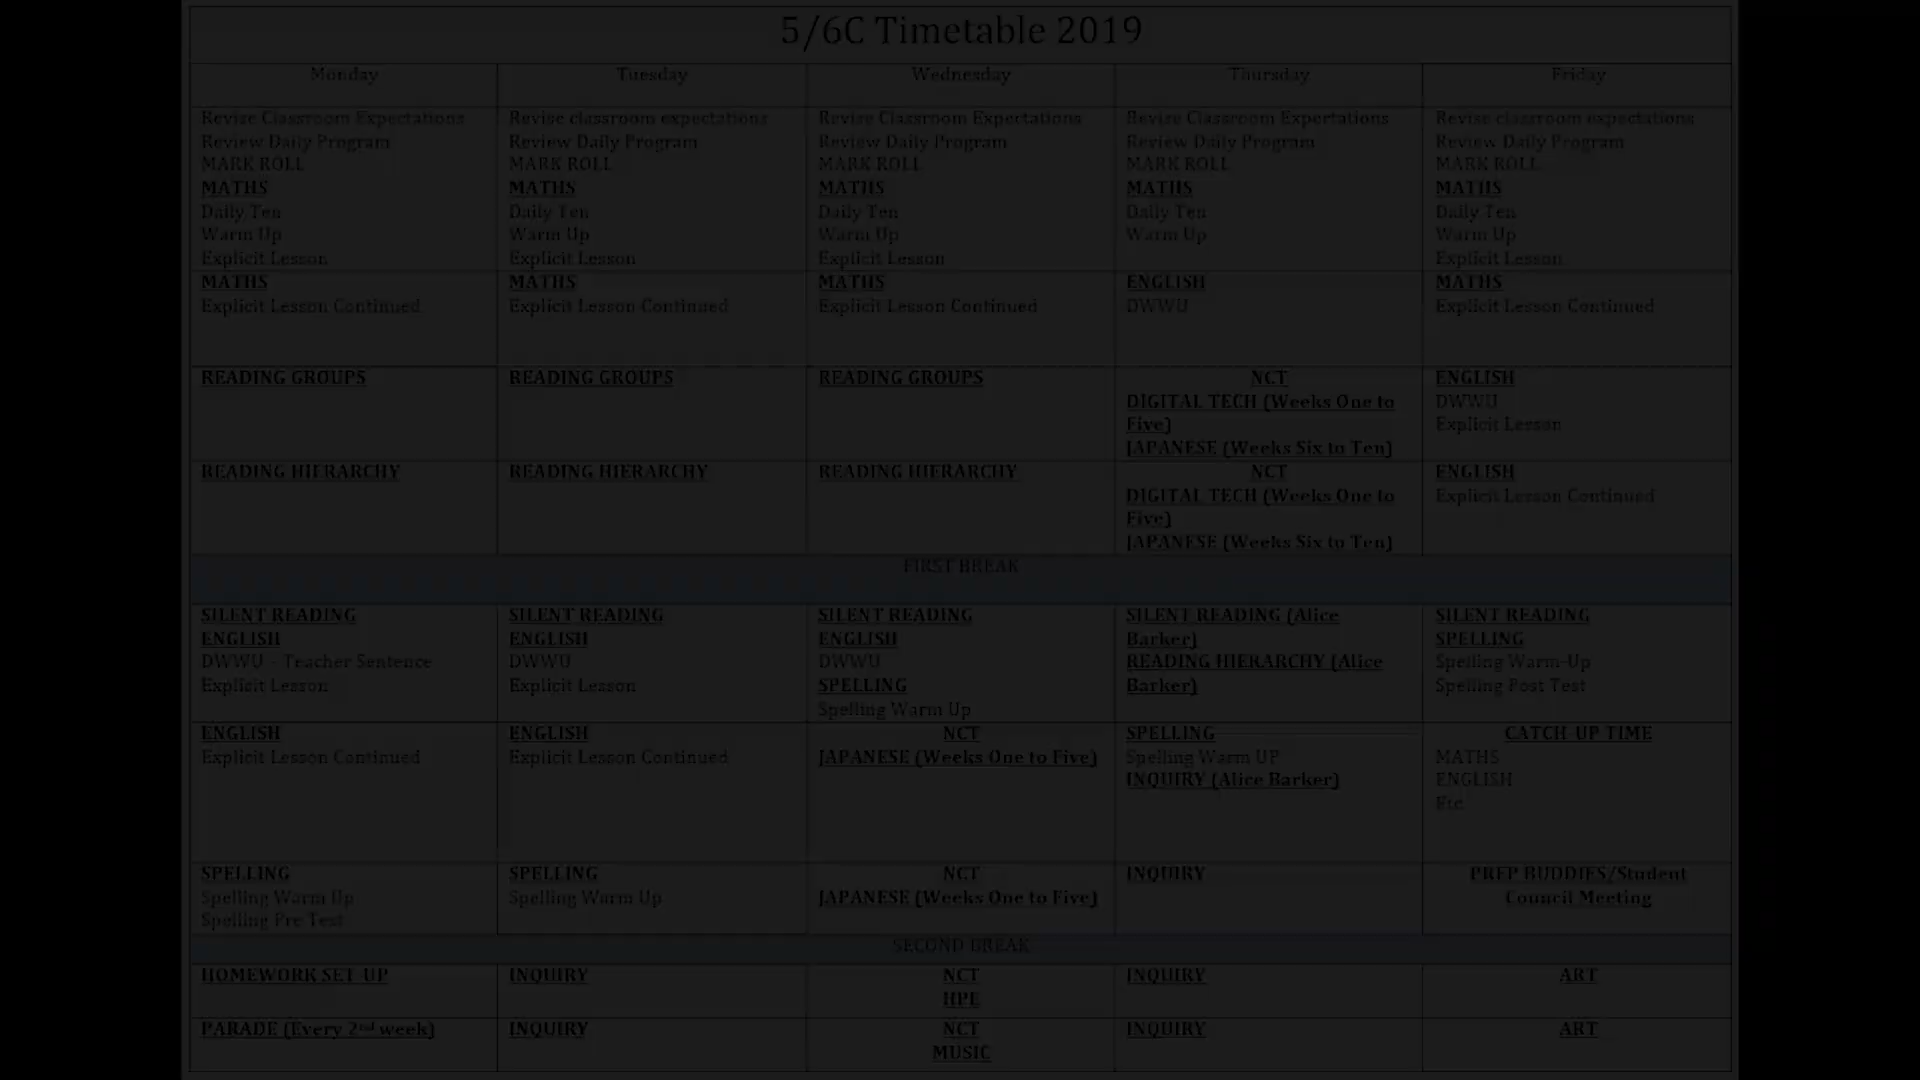 5/6C Timetable 2019
Monday
Tuesday
Wednesday
Thursday
Friday
Revise Classroom Expectations
Review Daily Program
MARK ROLL
MATHS
Daily Ten
Warm Up
Explicit Lesson
Revise classroom expectations
Review Daily Program
MARK ROLL
MATHS
Daily Ten
Warm Up
Explicit Lesson
Revise Classroom Expectations
Review Daily Program
MARK ROLL
MATHS
Daily Ten
Warm Up
Explicit Lesson
Revise Classroom Expectations
Review Daily Program
MARK ROLL
MATHS
Daily Ten
Warm Up
Revise classroom expectations
Review Daily Program
MARK ROLL
MATHS
Daily Ten
Warm Up
Explicit Lesson
MATHS
Explicit Lesson Continued
MATHS
Explicit Lesson Continued
MATHS
Explicit Lesson Continued
ENGLISH
DWWU
MATHS
Explicit Lesson Continued
READING GROUPS
READING GROUPS
READING GROUPS
NCT
DIGITAL TECH (Weeks One to
Five)
JAPANESE (Weeks Six to Ten)
ENGLISH
DWWU
Explicit Lesson
READING HIERARCHY
READING HIERARCHY
READING HIERARCHY
NCT
DIGITAL TECH (Weeks One to
Five)
JAPANESE (Weeks Six to Ten)
ENGLISH
Explicit Lesson Continued
FIRST BREAK
SILENT READING
ENGLISH
DWWU - Teacher Sentence
Explicit Lesson
SILENT READING
ENGLISH
DWWU
Explicit Lesson
SILENT READING
ENGLISH
DWWU
SPELLING
Spelling Warm Up
SILENT READING (Alice
Barker)
READING HIERARCHY (Alice
Barker)
SILENT READING
SPELLING
Spelling Warm-Up
Spelling Post Test
ENGLISH
Explicit Lesson Continued
ENGLISH
Explicit Lesson Continued
NCT
JAPANESE (Weeks One to Five)
SPELLING
Spelling Warm UP
INQUIRY (Alice Barker)
CATCH-UP TIME
MATHS
ENGLISH
Etc
SPELLING
Spelling Warm Up
Spelling Pre Test
SPELLING
Spelling Warm Up
NCT
JAPANESE (Weeks One to Five)
INQUIRY
PREP BUDDIES/Student
Council Meeting
SECOND BREAK
HOMEWORK SET-UP
INQUIRY
NCT
HPE
INQUIRY
ART
PARADE (Every 2nd week)
INQUIRY
NCT
MUSIC
INQUIRY
ART